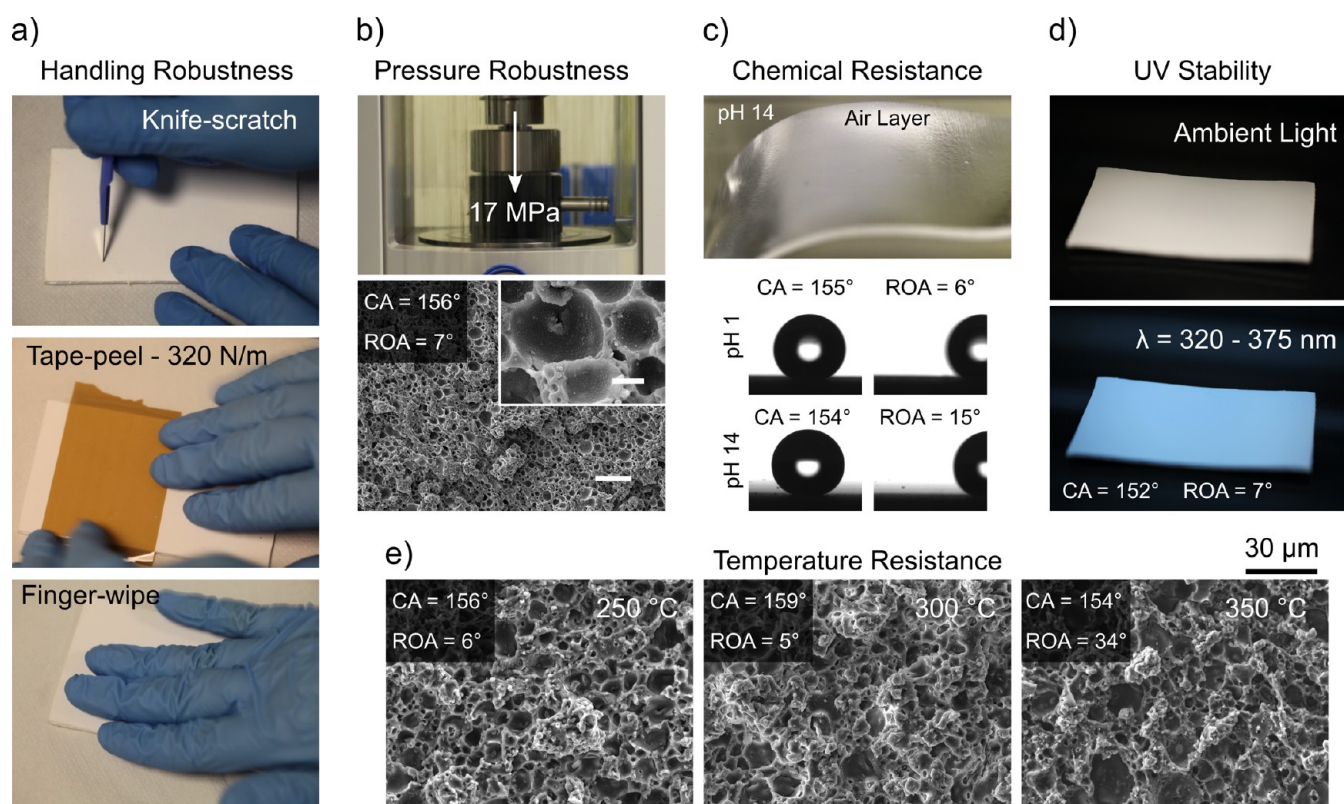 a)
Handling Robustness
Knife-scratch
Tape-peel - 320 N/m
Finger-wipe
b)
Pressure Robustness
17 MPa
CA = 156°
ROA = 7°
c)
Chemical Resistance
pH 14
Air Layer
CA = 155° ROA = 6°
pH 1
CA = 154° ROA = 15°
pH 14
d)
UV Stability
Ambient Light
λ = 320 - 375 nm
CA = 152° ROA = 7°
e)
Temperature Resistance
30 µm
CA = 156°
ROA = 6°
250 °C
CA = 159°
ROA = 5°
300 °C
CA = 154°
ROA = 34°
350 °C